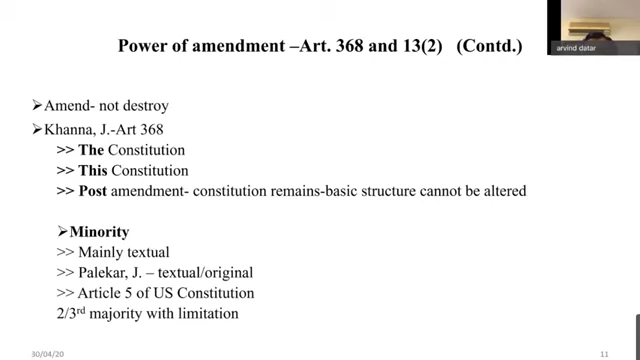 Power of amendment –Art. 368 and 13(2) (Contd.)
arvind datar
➢Amend- not destroy
➢Khanna, J.-Art 368
>> The Constitution
>> This Constitution
>> Post amendment- constitution remains-basic structure cannot be altered
➢Minority
>> Mainly textual
>> Palekar, J. – textual/original
>> Article 5 of US Constitution
2/3rd majority with limitation
30/04/20
11